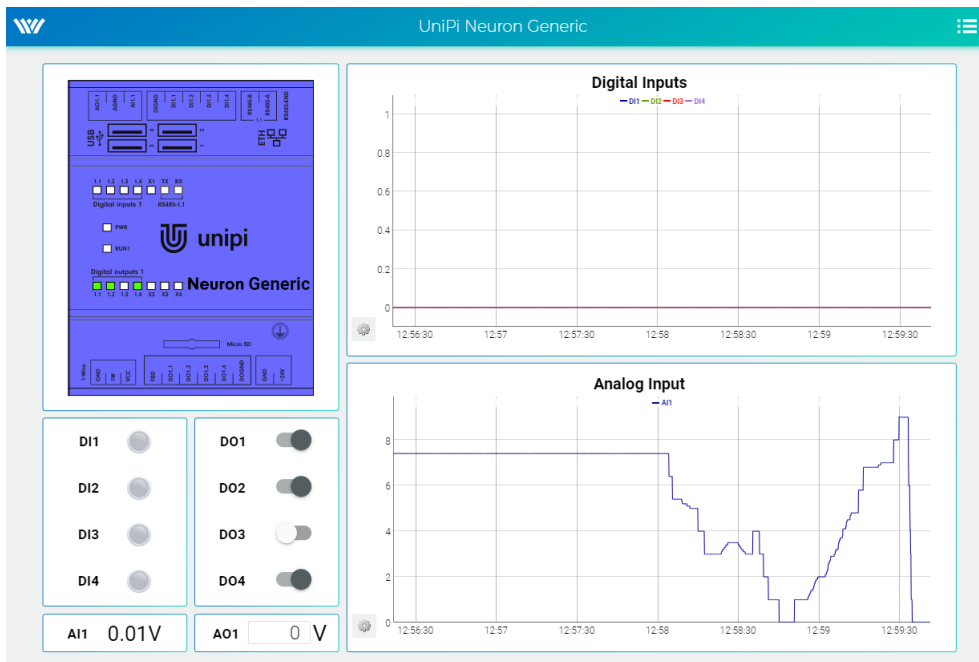 UniPi Neuron Generic
AO1.1 AGND AI1.1 DIGND DI1.1 DI1.2 DI1.3 DI1.4 RS485-B RS485-A RS485-GND
1.1
USB 4 2
3 1 ETH
1.1 1.2 1.3 1.4 X1 TX RX
Digital inputs 1 RS485-1.1
PWR
RUN1
unipi
Digital outputs 1
Neuron Generic
1.1 1.2 1.3 1.4 X2 X3 X4
Micro SD
1-Wire GND 1W VCC DO1.1 DO1.2 DO1.3 DO1.4 DOGND GND
DI1
DI2
DI3
DI4
DO1
DO2
DO3
DO4
AI1 0.01V
AO1 0 V
Digital Inputs
DI1 DI2 DI3 DI4
1
0.8
0.6
0.4
0.2
0
12:56:30 12:57 12:57:30 12:58 12:58:30 12:59 12:59:30
Analog Input
AI1
8
6
4
2
0
12:56:30 12:57 12:57:30 12:58 12:58:30 12:59 12:59:30